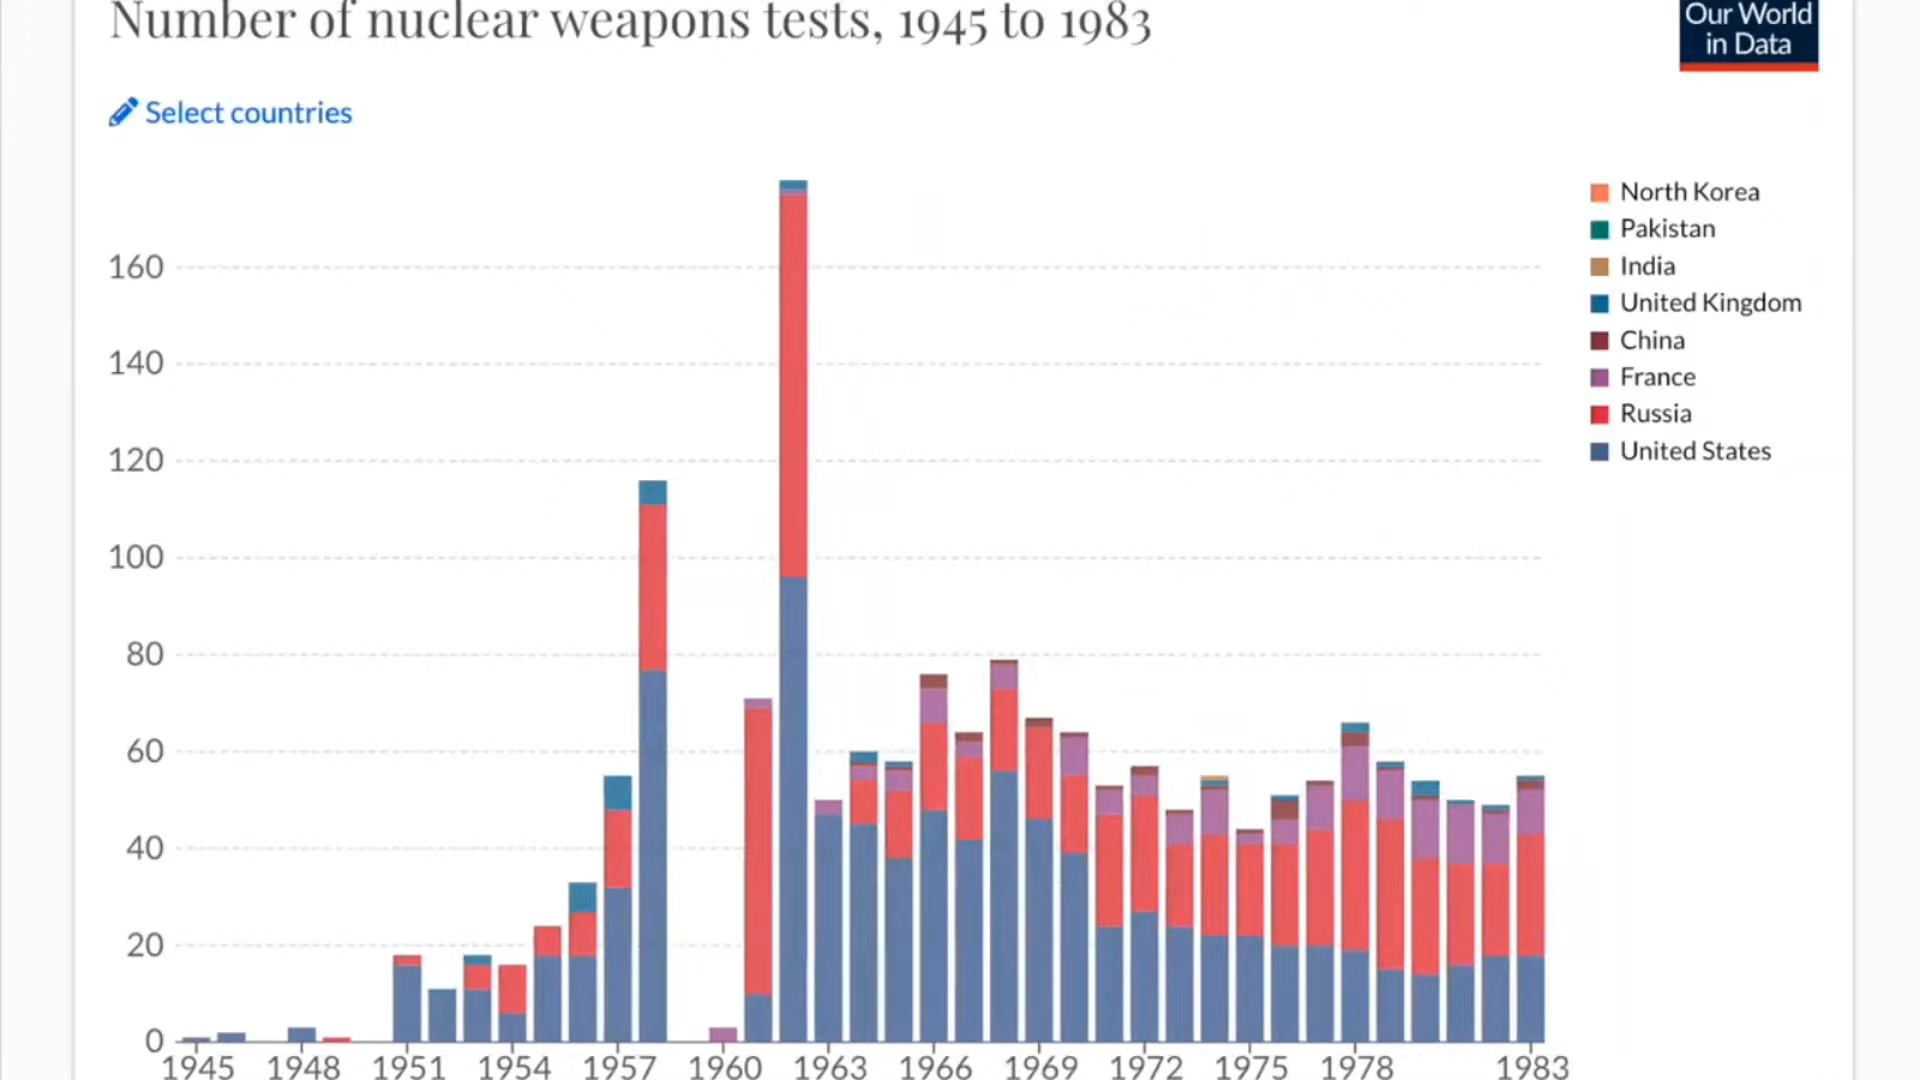 Number of nuclear weapons tests, 1945 to 1983
Our World
in Data
Select countries
160
140
120
100
80
60
40
20
0
1945 1948 1951 1954 1957 1960 1963 1966 1969 1972 1975 1978 1983
North Korea
Pakistan
India
United Kingdom
China
France
Russia
United States